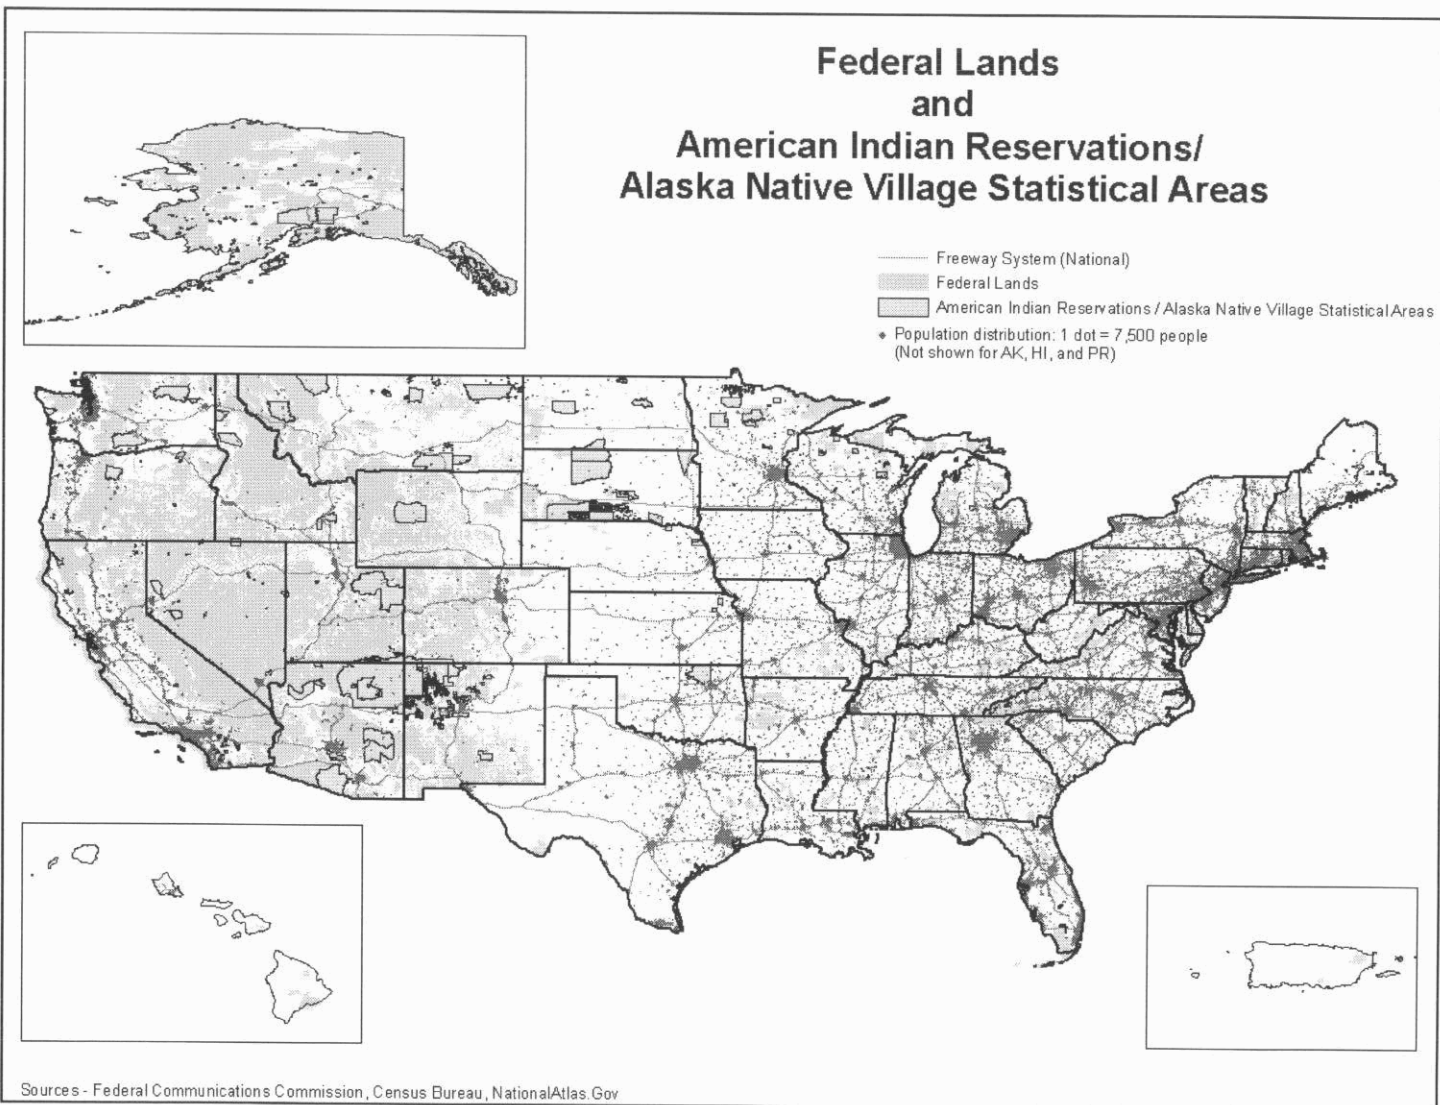 Federal Lands
and
American Indian Reservations/
Alaska Native Village Statistical Areas
Freeway System (National)
Federal Lands
American Indian Reservations / Alaska Native Village Statistical Areas
Population distribution: 1 dot = 7,500 people
(Not shown for AK, HI, and PR)
Sources - Federal Communications Commission, Census Bureau, NationalAtlas.Gov